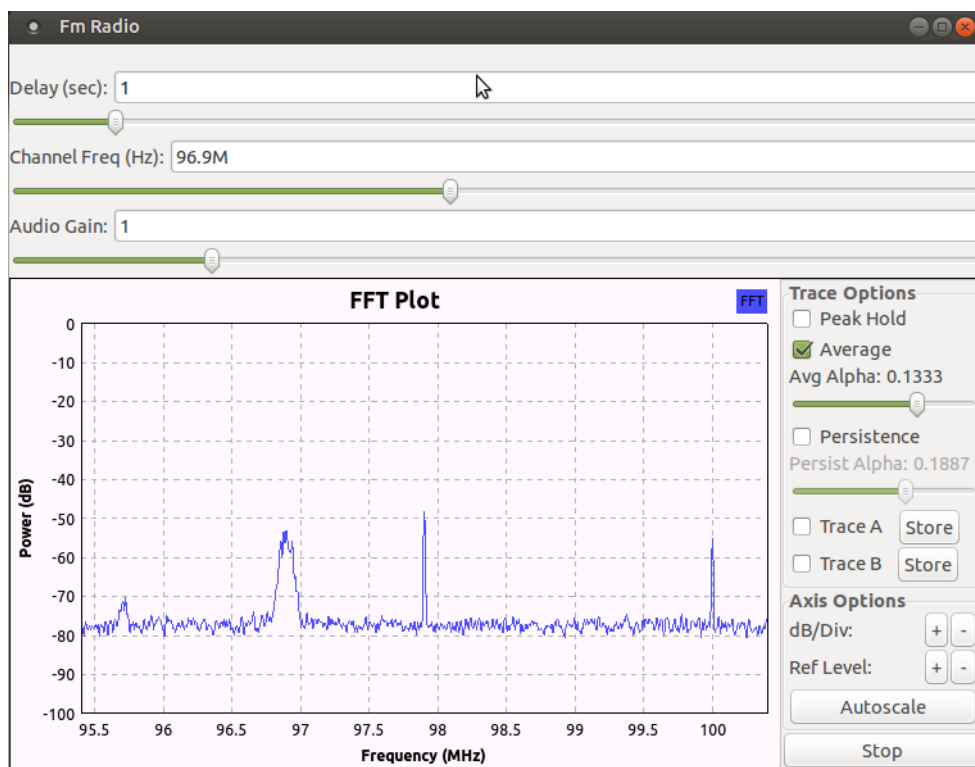 Fm Radio
Delay (sec): 1
Channel Freq (Hz): 96.9M
Audio Gain: 1
FFT Plot
FFT
0
-10
-20
-30
-40
-50
-60
-70
-80
-90
-100
Power (dB)
95.5 96 96.5 97 97.5 98 98.5 99 99.5 100
Frequency (MHz)
Trace Options
Peak Hold
Average
Avg Alpha: 0.1333
Persistence
Persist Alpha: 0.1887
Trace A Store
Trace B Store
Axis Options
dB/Div: + -
Ref Level: + -
Autoscale
Stop